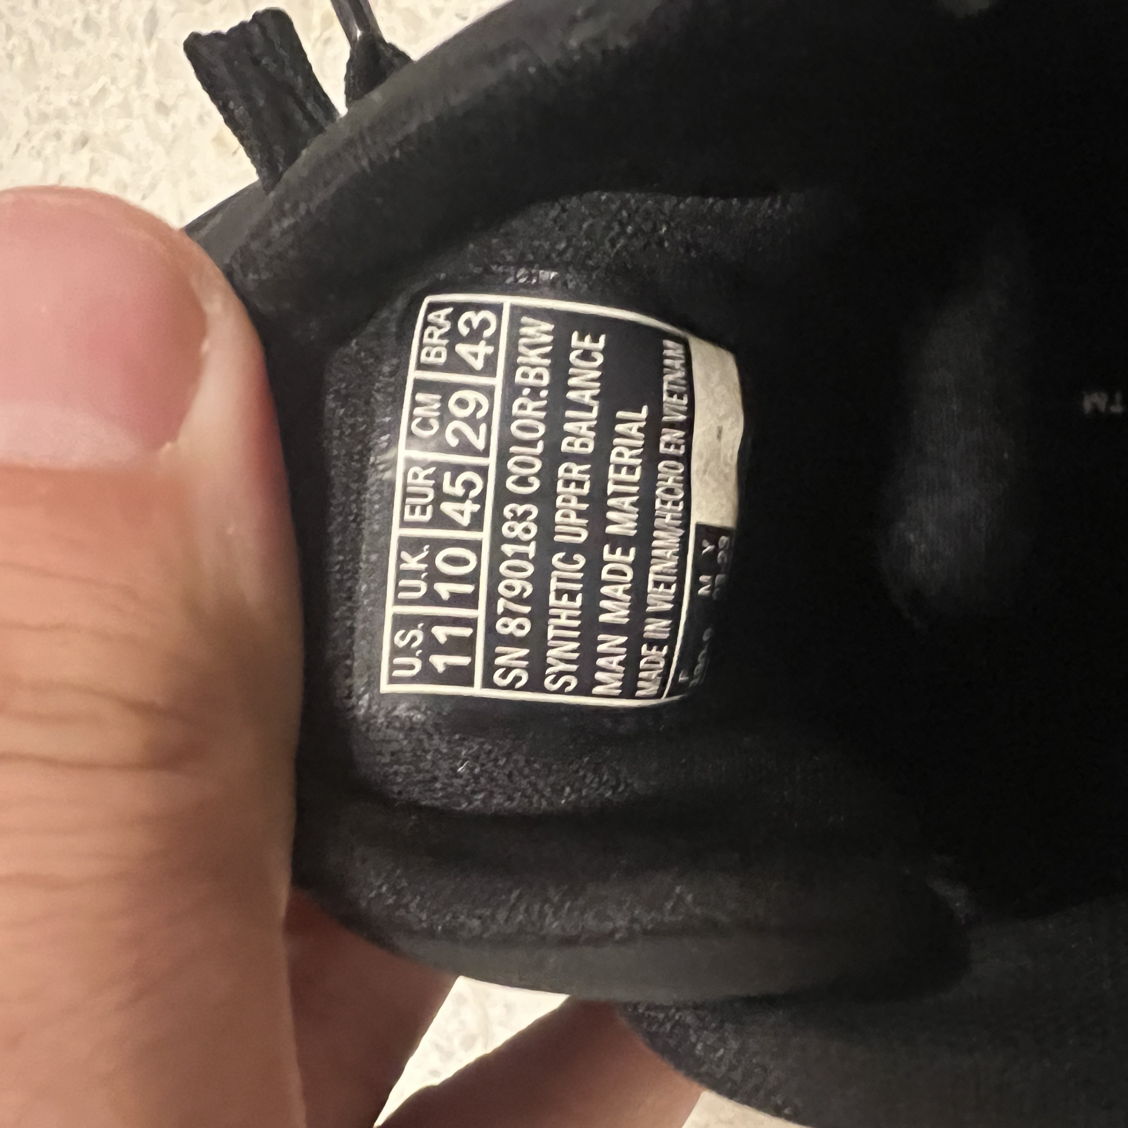 U.S. U.K. EUR CM BRA
11 10 45 29 43
SN 8790183 COLOR:BKW
SYNTHETIC UPPER BALANCE
MAN MADE MATERIAL
MADE IN VIETNAM/HECHO EN VIETNAM
TM